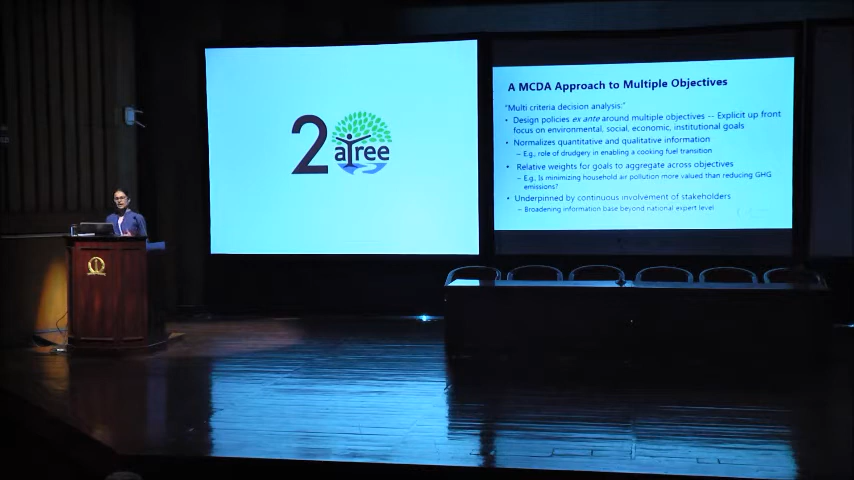 2
atree
A MCDA Approach to Multiple Objectives
"Multi criteria decision analysis:"
• Design policies ex ante around multiple objectives -- Explicit up front
focus on environmental, social, economic, institutional goals
• Normalizes quantitative and qualitative information
– E.g., role of drudgery in enabling a cooking fuel transition
• Relative weights for goals to aggregate across objectives
– E.g., Is minimizing household air pollution more valued than reducing GHG
emissions?
• Underpinned by continuous involvement of stakeholders
– Broadening information base beyond national expert level